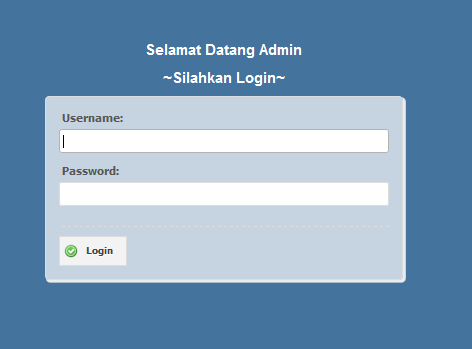 Selamat Datang Admin
~Silahkan Login~
Username:
Password:
Login